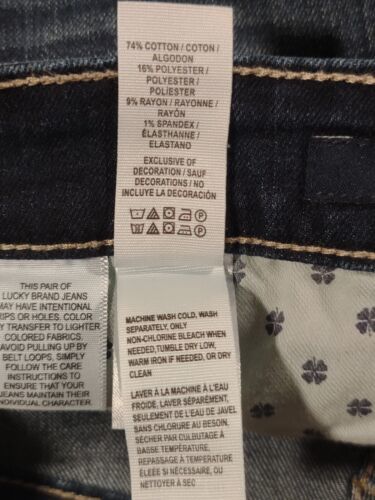 74% COTTON / COTON /
ALGODON
16% POLYESTER /
POLYESTER /
POLIESTER
9% RAYON / RAYONNE /
RAYÓN
1% SPANDEX /
ÉLASTHANNE /
ELASTANO
EXCLUSIVE OF
DECORATION / SAUF
DECORATIONS / NO
INCLUYE LA DECORACIÓN
THIS PAIR OF
LUCKY BRAND JEANS
MAY HAVE INTENTIONAL
RIPS OR HOLES. COLOR
TRANSFER TO LIGHTER
COLORED FABRICS.
AVOID PULLING UP BY
BELT LOOPS, SIMPLY
FOLLOW THE CARE
INSTRUCTIONS TO
ENSURE THAT YOUR
JEANS MAINTAIN THEIR
INDIVIDUAL CHARACTER.
MACHINE WASH COLD, WASH
SEPARATELY, ONLY
NON-CHLORINE BLEACH WHEN
NEEDED, TUMBLE DRY LOW,
WARM IRON IF NEEDED, OR DRY
CLEAN
LAVER À LA MACHINE À L'EAU
FROIDE, LAVER SÉPARÉMENT,
SEULEMENT DE L'EAU DE JAVEL
SANS CHLORURE AU BESOIN,
SÉCHER PAR CULBUTAGE À
BASSE TEMPÉRATURE,
REPASSAGE À TEMPÉRATURE
ÉLEVÉE SI NÉCESSAIRE, OU
NETTOYER À SEC